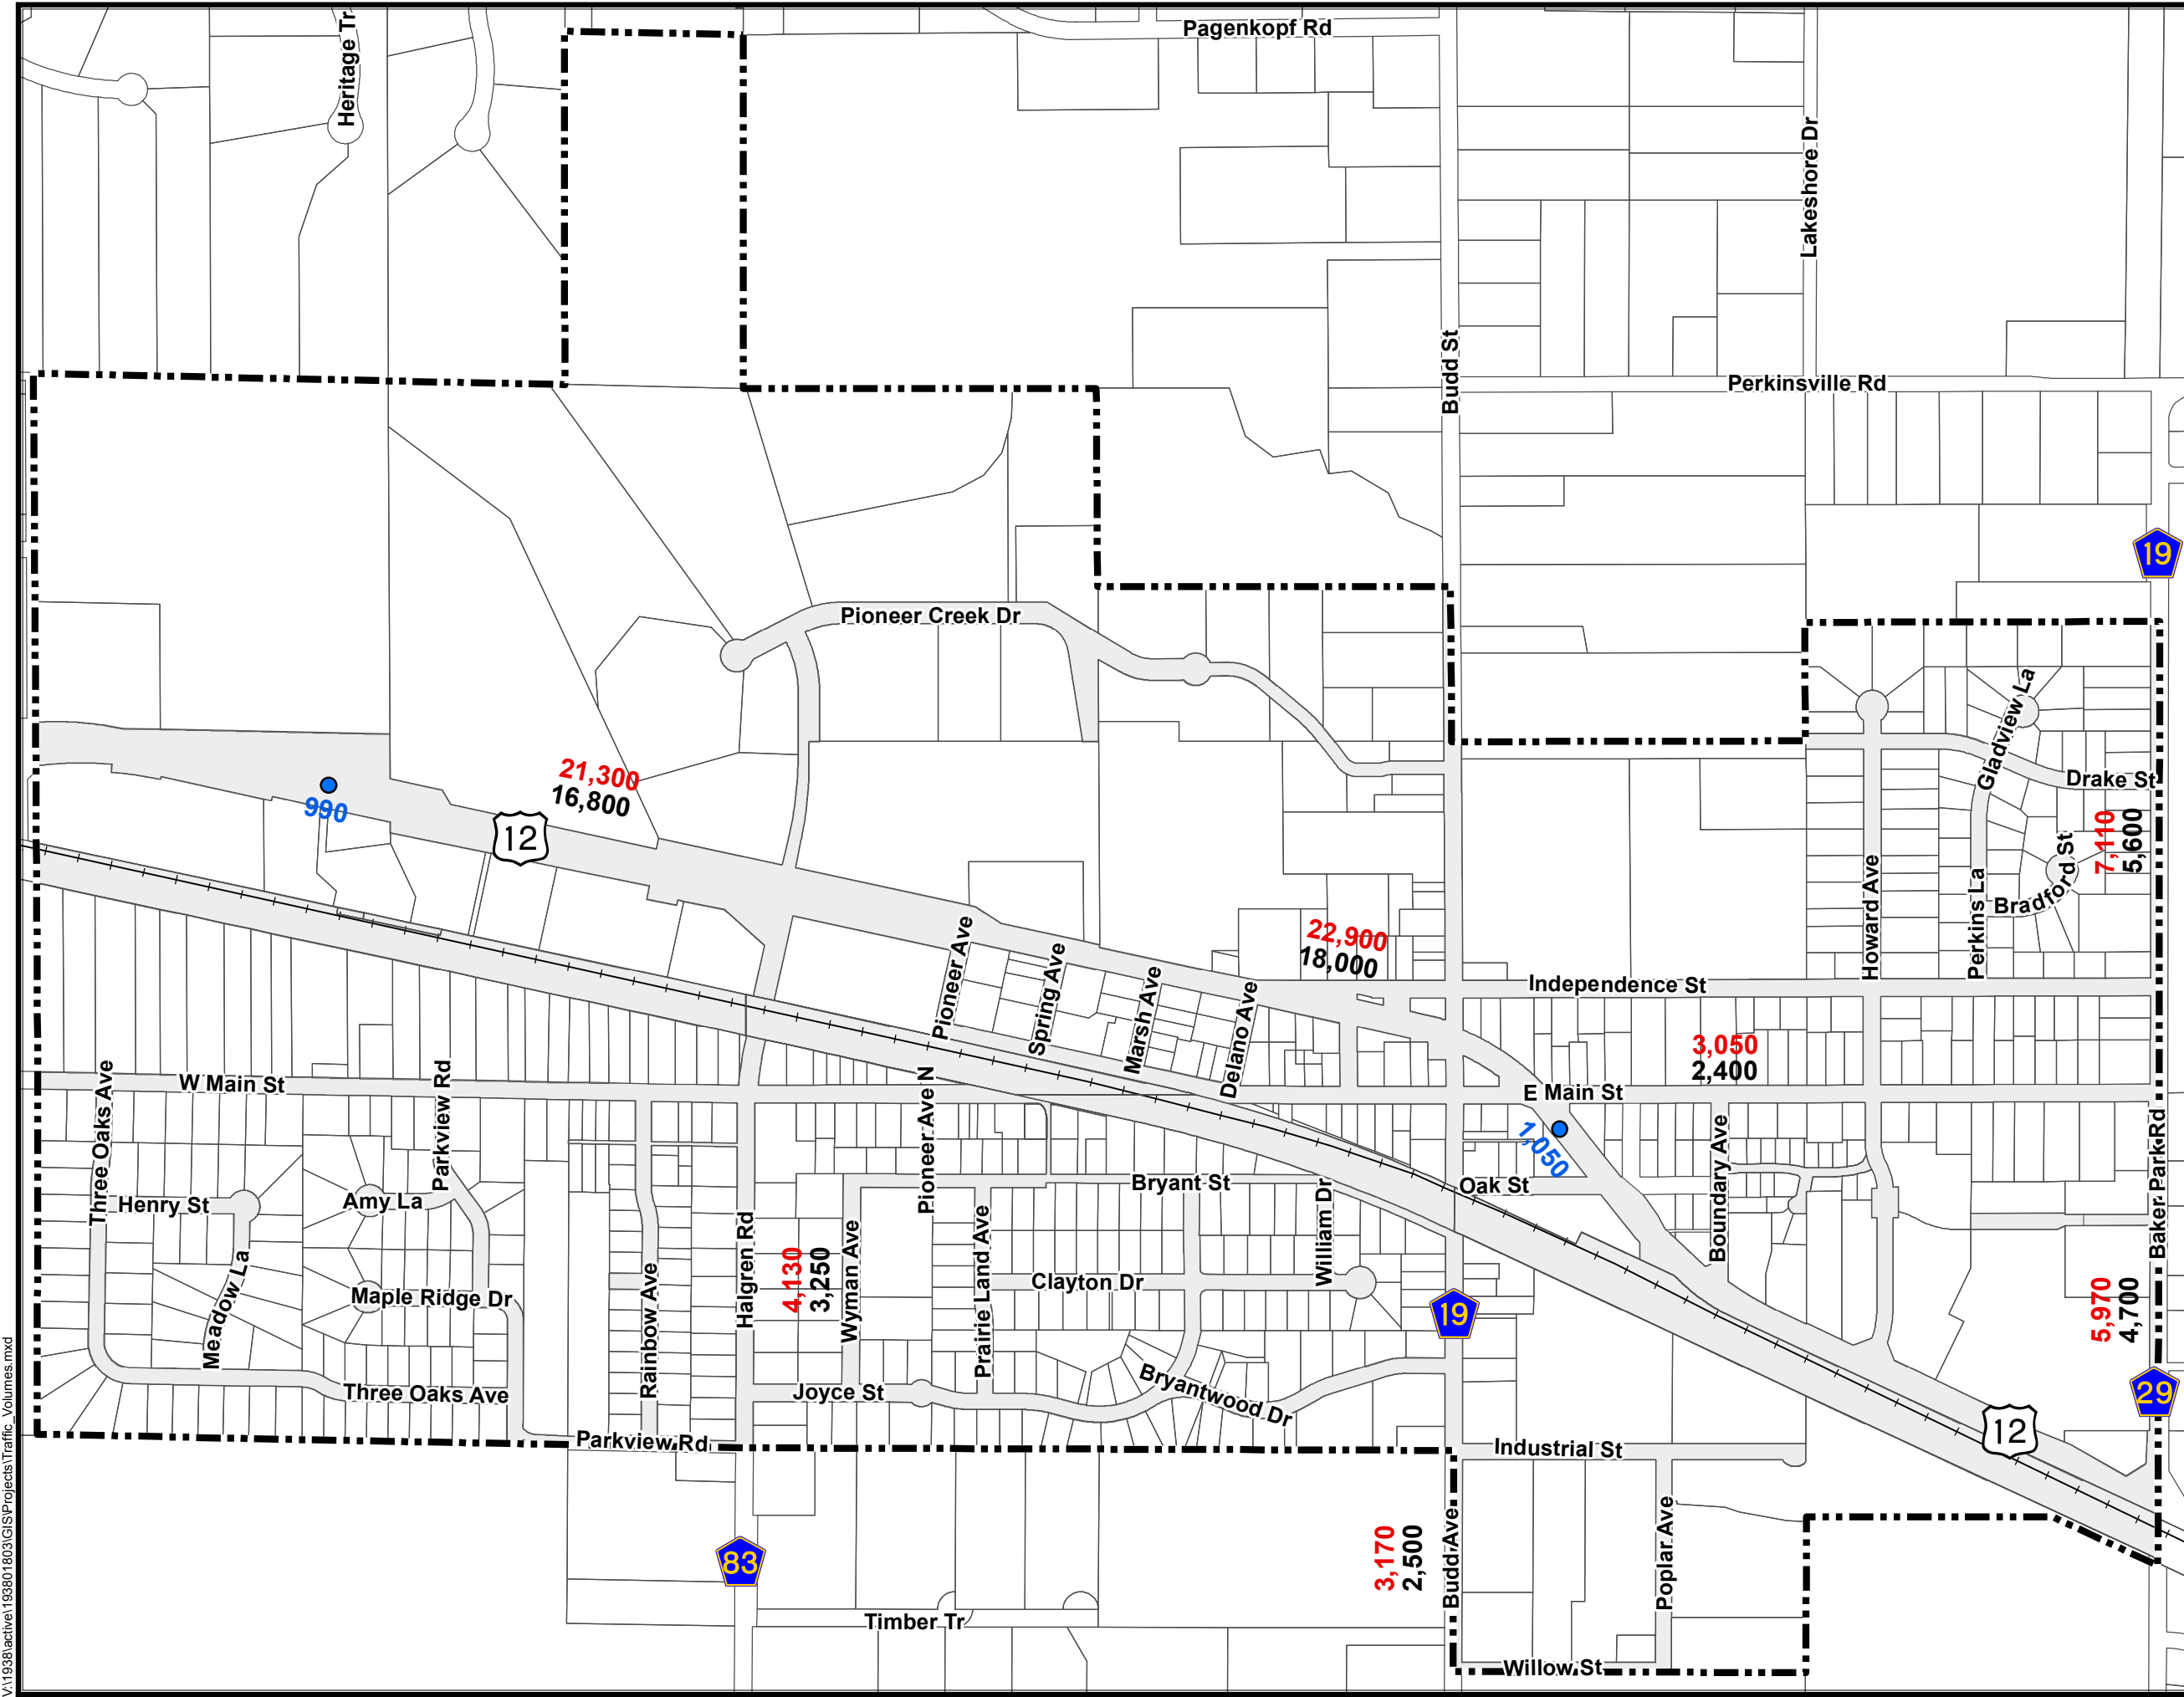 Pagenkopf Rd
Heritage Tr
Lakeshore Dr
Budd St
Perkinsville Rd
19
Pioneer Creek Dr
Gladview La
Drake St
21,300
16,800
990
12
7,110
5,600
Bradford St
Howard Ave
Perkins La
22,900
18,000
Pioneer Ave
Spring Ave
Marsh Ave
Delano Ave
Independence St
3,050
2,400
W Main St
E Main St
Three Oaks Ave
Parkview Rd
Pioneer Ave N
1,050
Boundary Ave
Baker Park Rd
Henry St
Amy La
Bryant St
Oak St
Meadow La
Maple Ridge Dr
Rainbow Ave
Halgren Rd
4,130
3,250
Wyman Ave
Prairie Land Ave
Clayton Dr
William Dr
19
5,970
4,700
Three Oaks Ave
Joyce St
Bryantwood Dr
29
12
Parkview Rd
Industrial St
83
3,170
2,500
Budd Ave
Poplar Ave
Timber Tr
Willow St
V:\1938\active\193801803\GIS\Projects\Traffic_Volumes.mxd